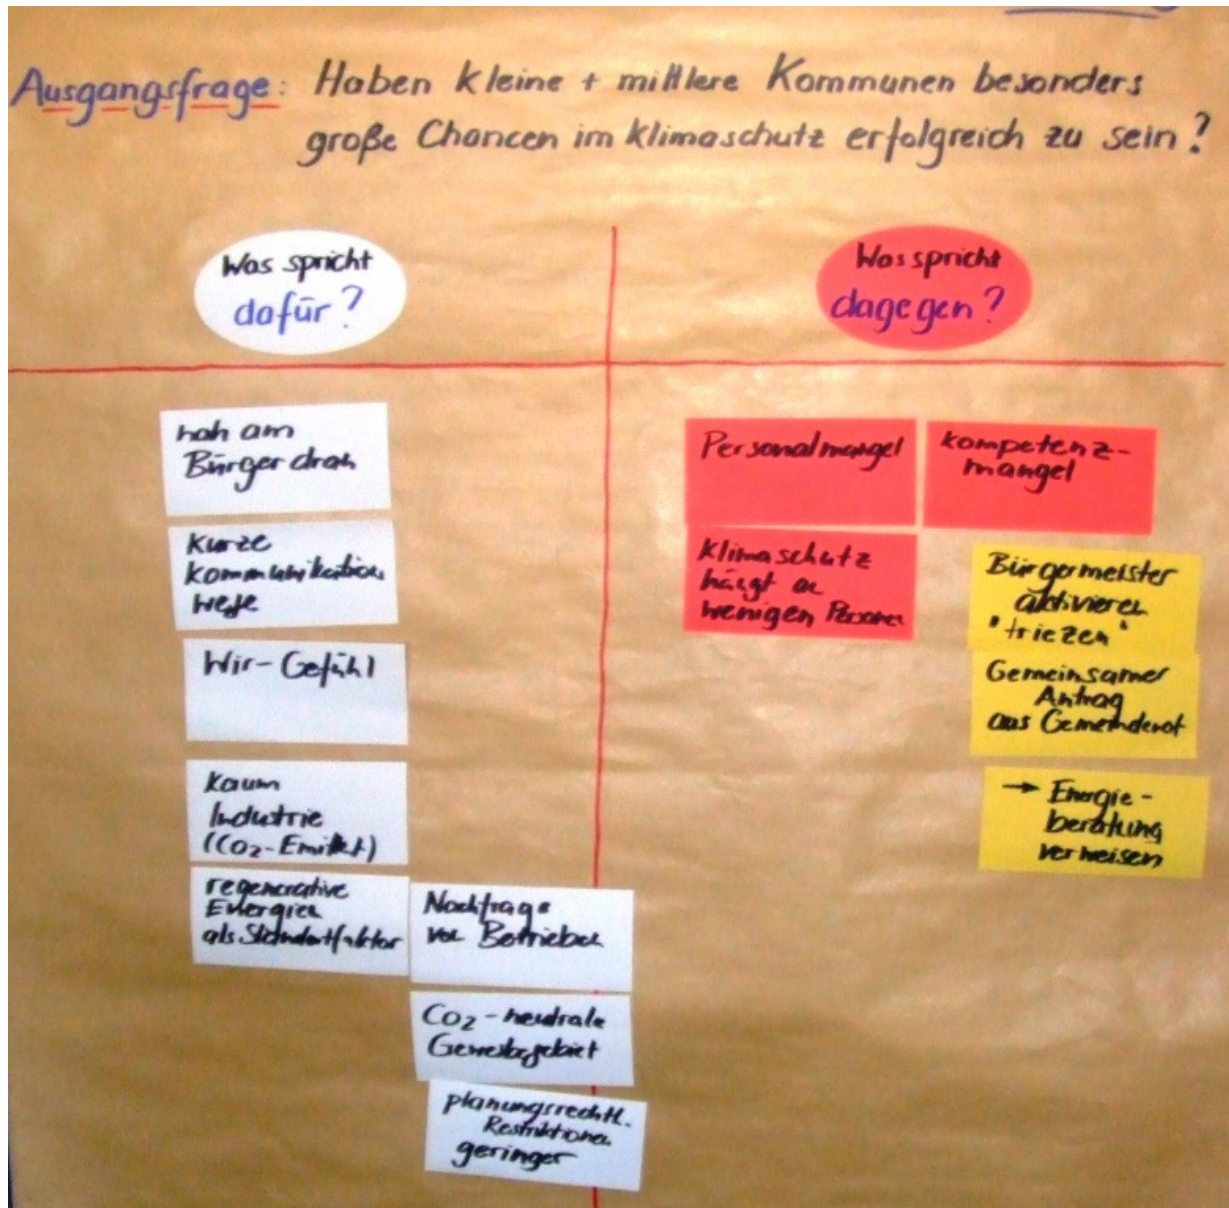 Ausgangsfrage: Haben kleine + mittlere Kommunen besonders
große Chancen im Klimaschutz erfolgreich zu sein?
Was spricht
dafür?
nah am
Bürger dran
kurze
kommunikations
wege
Wir-Gefühl
kaum
Industrie
(CO2-Emittent)
regenerative
Energien
als Standortfaktor
Nachfrage
von Betrieben
CO2-neutrale
Gewerbegebiet
planungsrechtl.
Restriktionen
geringer
Was spricht
dagegen?
Personalmangel
kompetenz-
mangel
klimaschutz
hängt an
wenigen Personen
Bürgermeister
aktivieren
"triezen"
Gemeinsamer
Antrag
aus Gemeinderat
→ Energie-
beratung
verweisen